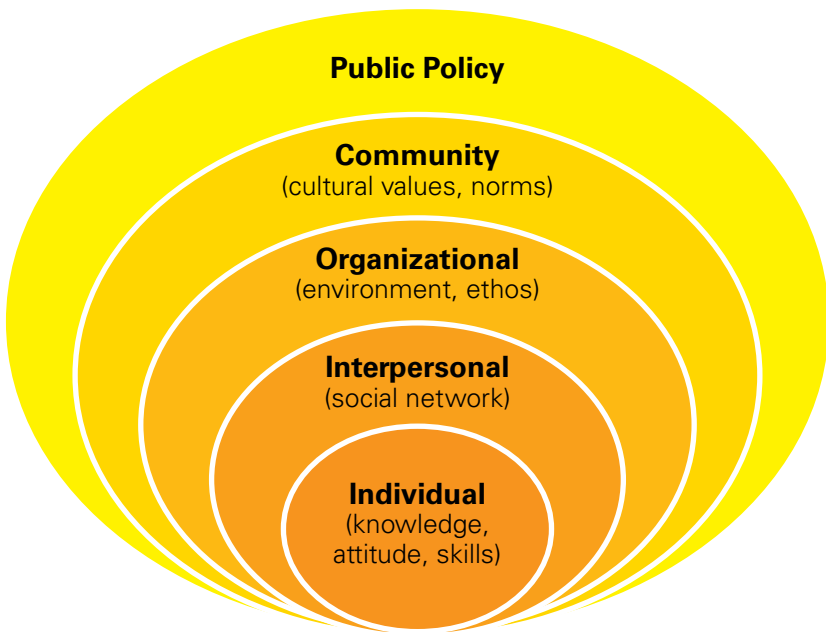 Public Policy
Community
(cultural values, norms)
Organizational
(environment, ethos)
Interpersonal
(social network)
Individual
(knowledge,
attitude, skills)